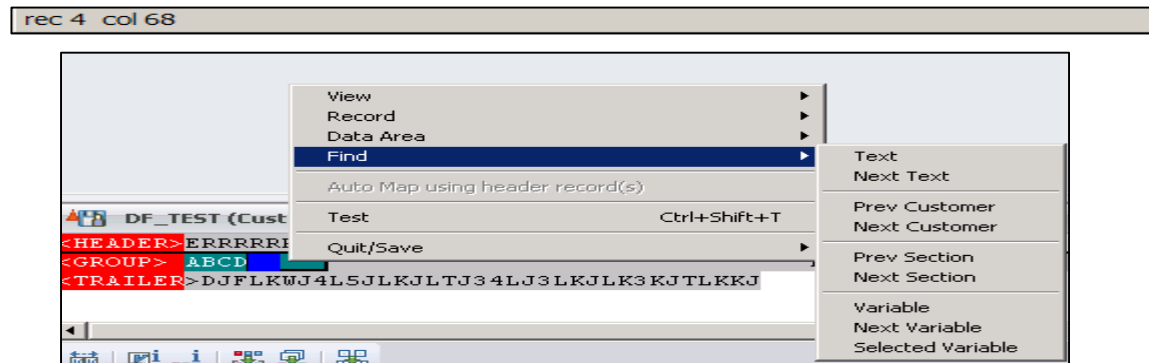 rec 4 col 68
View
Record
Data Area
Find
Auto Map using header record(s)
Test Ctrl+Shift+T
Quit/Save
Text
Next Text
Prev Customer
Next Customer
Prev Section
Next Section
Variable
Next Variable
Selected Variable
DF_TEST (Cust
<HEADER>ERRRRRE
<GROUP> ABCD
<TRAILER>DJFLKWJ4L5JLKJLTJ34LJ3LKJLK3KJTLKKJ